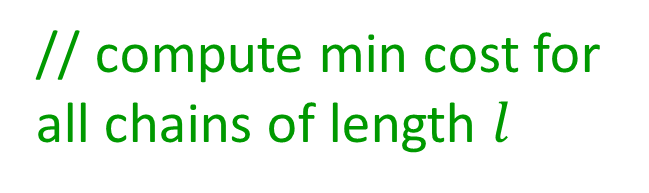 // compute min cost for
all chains of length l